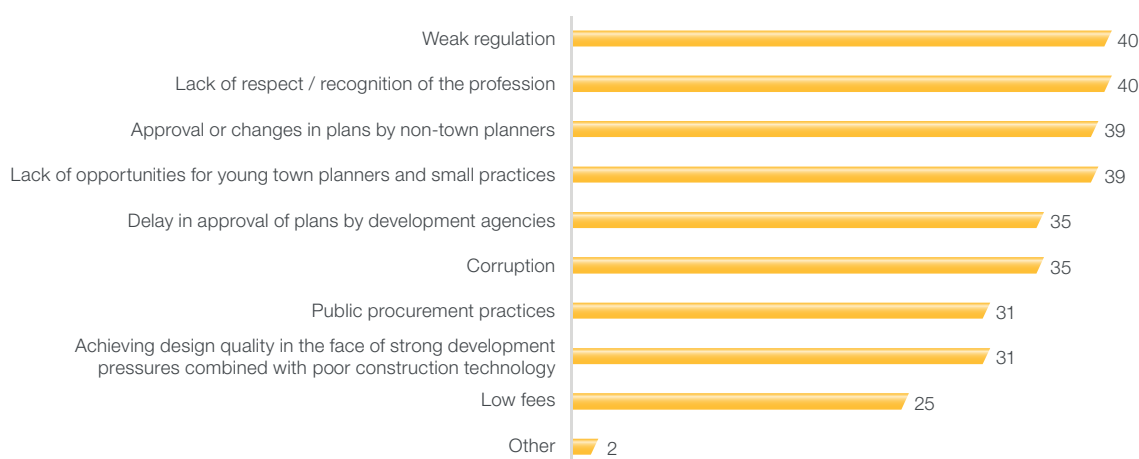 Weak regulation 40
Lack of respect / recognition of the profession 40
Approval or changes in plans by non-town planners 39
Lack of opportunities for young town planners and small practices 39
Delay in approval of plans by development agencies 35
Corruption 35
Public procurement practices 31
Achieving design quality in the face of strong development
pressures combined with poor construction technology 31
Low fees 25
Other 2